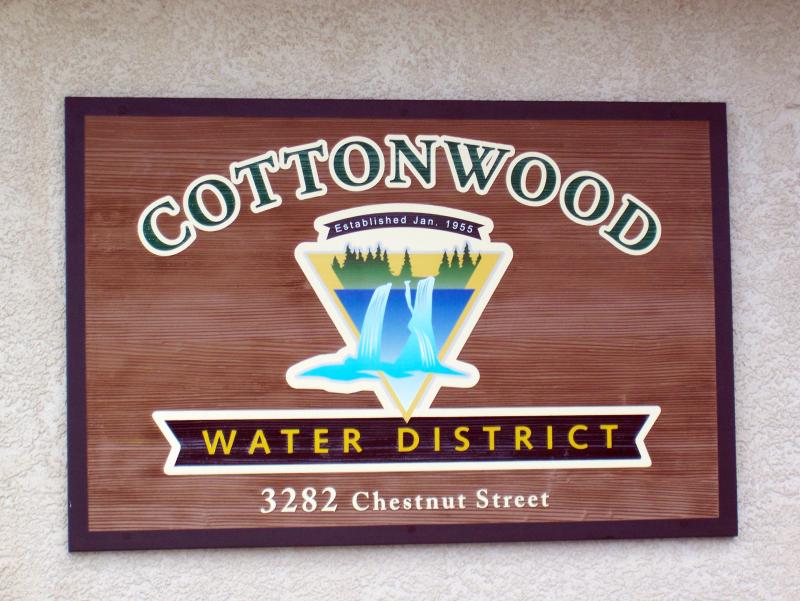 COTTONWOOD
Established Jan. 1955
WATER DISTRICT
3282 Chestnut Street